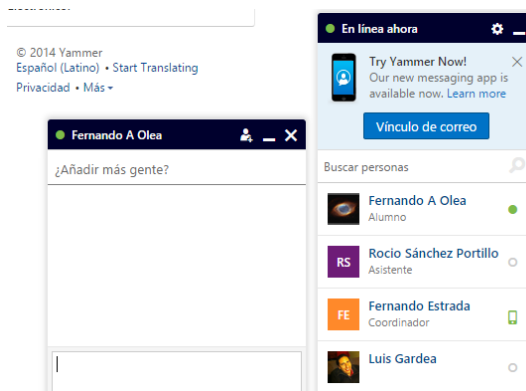 © 2014 Yammer
Español (Latino) • Start Translating
Privacidad • Más
Fernando A Olea
¿Añadir más gente?
En línea ahora
Try Yammer Now!
Our new messaging app is
available now. Learn more
Vínculo de correo
Buscar personas
Fernando A Olea
Alumno
RS
Rocio Sánchez Portillo
Asistente
FE
Fernando Estrada
Coordinador
Luis Gardea